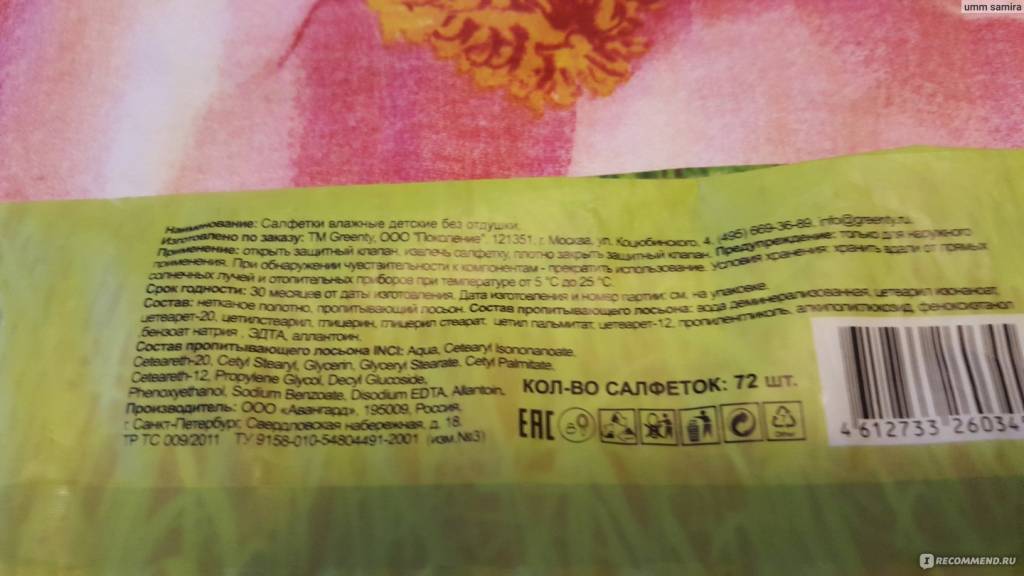 umm samira
Наименование: Салфетки влажные детские без отдушки.
Изготовлено по заказу: ТМ Greenty, ООО "Поколение", 121351, г. Москва, ул. Коцюбинского, 4, (495) 669-36-89, info@greenty.ru
Применение: открыть защитный клапан, извлечь салфетку, плотно закрыть защитный клапан. Предупреждение: только для наружного
применения. При обнаружении чувствительности к компонентам - прекратить использование. Условия хранения: хранить вдали от прямых
солнечных лучей и отопительных приборов при температуре от 5 °С до 25 °С.
Срок годности: 30 месяцев от даты изготовления. Дата изготовления и номер партии: см. на упаковке.
Состав: нетканое полотно, пропитывающий лосьон. Состав пропитывающего лосьона: вода деминерализованная, цетеарил изононаноат,
цетеарет-20, цетилстеарил, глицерин, глицерил стеарат, цетил пальмитат, цетеарет-12, пропиленгликоль, феноксиэтанол
бензоат натрия, ЭДТА, аллантоин.
Состав пропитывающего лосьона INCI: Aqua, Cetearyl Isononanoate,
Ceteareth-20, Cetyl Stearyl, Glycerin, Glyceryl Stearate, Cetyl Palmitate,
Ceteareth-12, Propylene Glycol, Decyl Glucoside,
Phenoxyethanol, Sodium Benzoate, Disodium EDTA, Allantoin.
Производитель: ООО «Авангард», 195009, Россия,
г. Санкт-Петербург, Свердловская набережная, д. 18.
ТР ТС 009/2011 ТУ 9158-010-54804491-2001 (изм.№3)
КОЛ-ВО САЛФЕТОК: 72 шт.
EAC
4 612733 26034
IRECOMMEND.RU